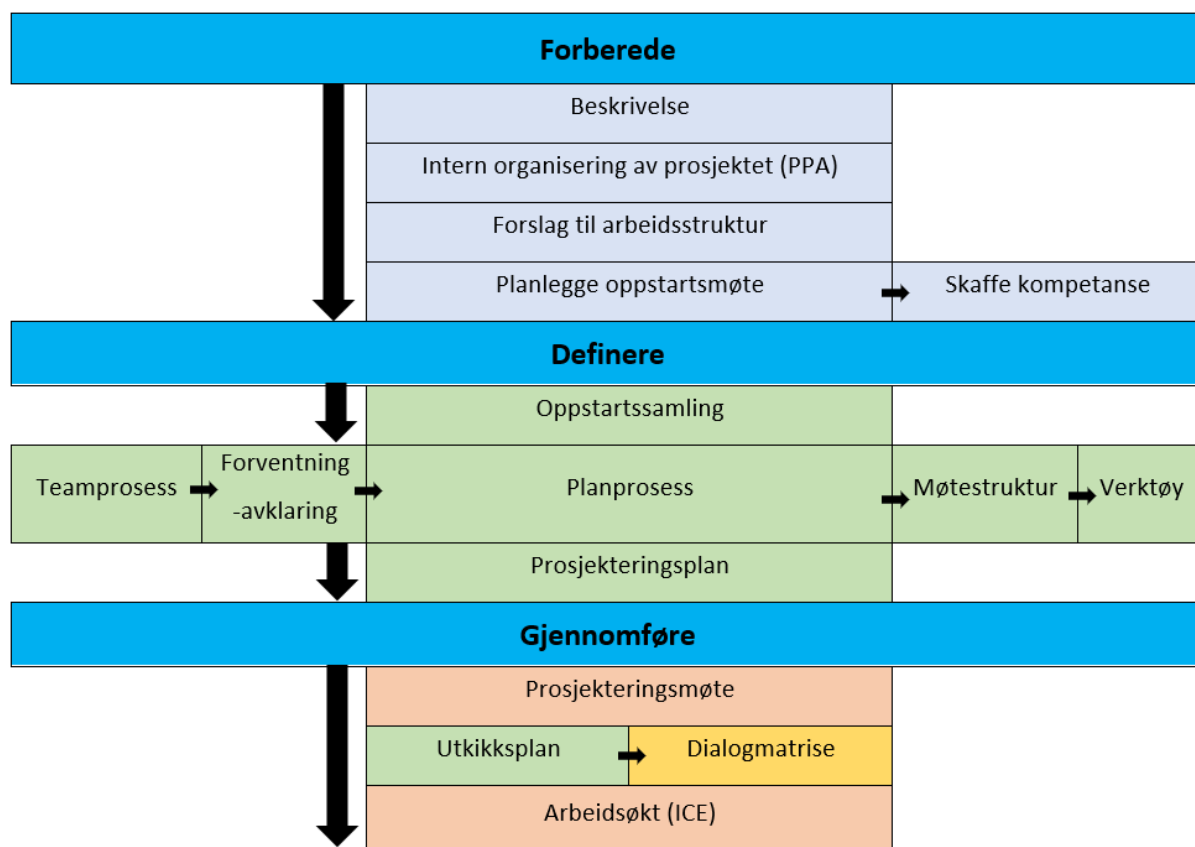 Forberede
Beskrivelse
Intern organisering av prosjektet (PPA)
Forslag til arbeidsstruktur
Planlegge oppstartsmøte
Skaffe kompetanse
Definere
Oppstartssamling
Teamprosess
Forventning
-avklaring
Planprosess
Møtestruktur
Verktøy
Prosjekteringsplan
Gjennomføre
Prosjekteringsmøte
Utkikksplan
Dialogmatrise
Arbeidsøkt (ICE)